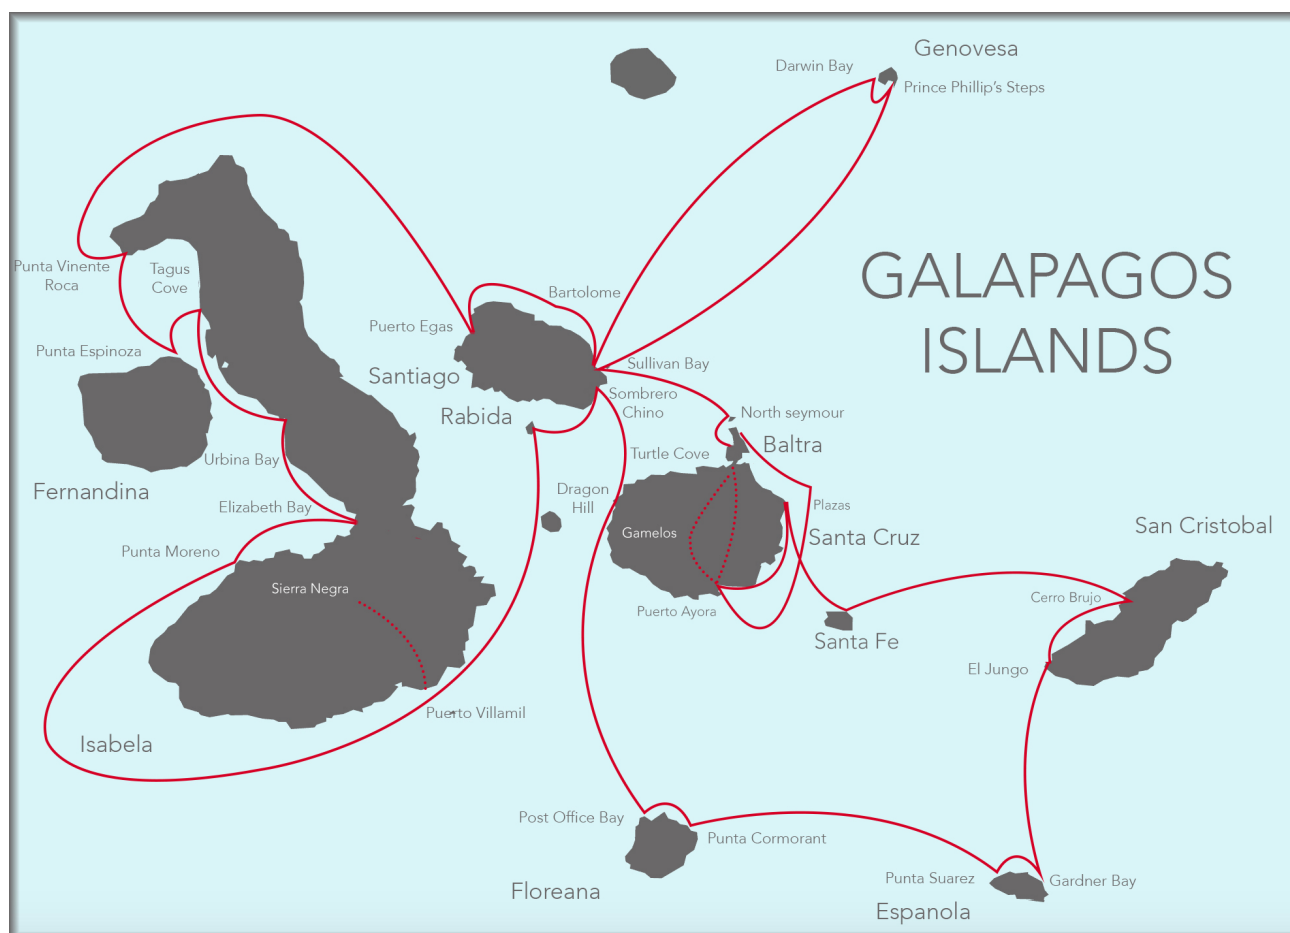 Genovesa
Darwin Bay
Prince Phillip's Steps
GALAPAGOS
ISLANDS
Punta Vinente
Roca
Tagus
Cove
Bartolome
Puerto Egas
Punta Espinoza
Santiago
Sullivan Bay
Sombrero
Chino
Rabida
North seymour
Baltra
Turtle Cove
Urbina Bay
Fernandina
Elizabeth Bay
Dragon
Hill
Plazas
Gamelos
Santa Cruz
San Cristobal
Punta Moreno
Sierra Negra
Puerto Ayora
Cerro Brujo
Santa Fe
El Jungo
Puerto Villamil
Isabela
Post Office Bay
Punta Cormorant
Floreana
Punta Suarez
Gardner Bay
Espanola